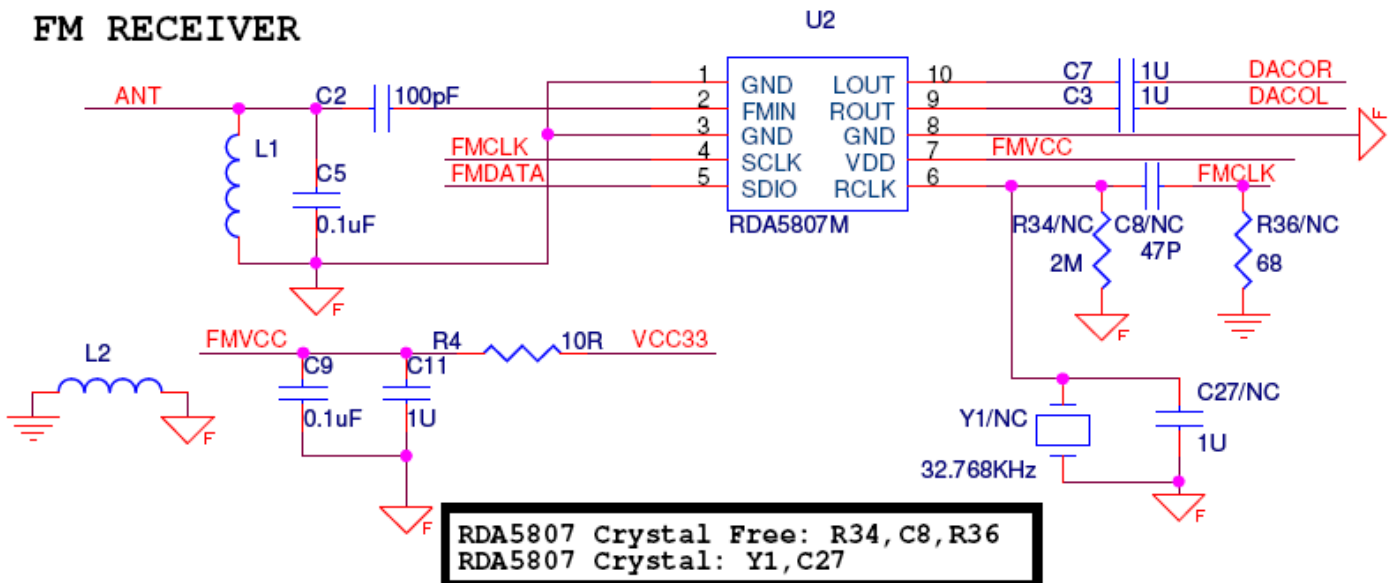 FM RECEIVER
U2
ANT
C2
100pF
L1
C5
0.1uF
FMCLK
FMDATA
1
2
3
4
5
GND
FMIN
GND
SCLK
SDIO
LOUT
ROUT
GND
VDD
RCLK
10
9
8
7
6
RDA5807M
C7
1U
DACOR
C3
1U
DACOL
F
FMVCC
FMCLK
R34/NC
2M
C8/NC
47P
R36/NC
68
F
F
FMVCC
R4
10R
VCC33
L2
F
C9
0.1uF
C11
1U
F
Y1/NC
32.768KHz
C27/NC
1U
F
RDA5807 Crystal Free: R34,C8,R36
RDA5807 Crystal: Y1,C27